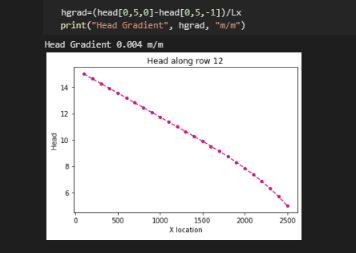 hgrad=(head[0,5,0]-head[0,5,-1])/Lx
print("Head Gradient", hgrad, "m/m")
Head Gradient 0.004 m/m
Head along row 12
14
12
10
8
6
Head
0 500 1000 1500 2000 2500
X location